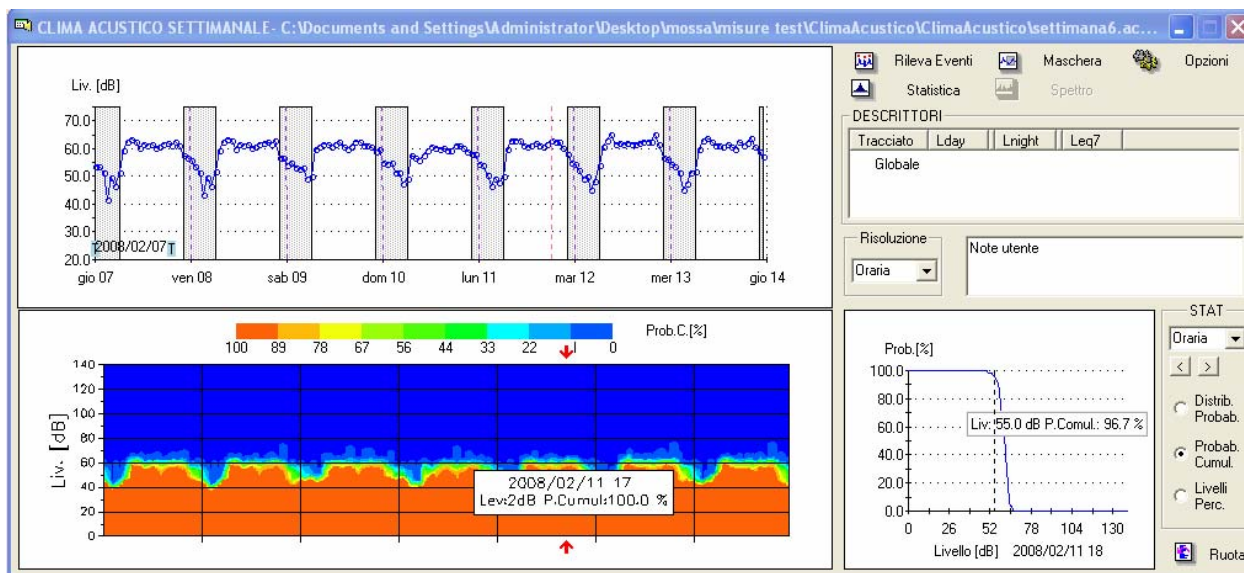 CLIMA ACUSTICO SETTIMANALE- C:\Documents and Settings\Administrator\Desktop\mossa\misure test\ClimaAcustico\ClimaAcustico\settimana6.ac...
Liv. [dB]
70.0
60.0
50.0
40.0
30.0
20.0
2008/02/07
gio 07 ven 08 sab 09 dom 10 lun 11 mar 12 mer 13 gio 14
Rileva Eventi Maschera Opzioni
Statistica Spettro
DESCRITTORI
Tracciato Lday Lnight Leq7
Globale
Risoluzione
Oraria
Note utente
Prob.C.[%]
100 89 78 67 56 44 33 22 11 0
Liv. [dB]
140
120
100
80
60
40
20
0
2008/02/11 17
Lev:2dB P.Cumul:100.0 %
Prob.[%]
100.0
80.0
60.0
40.0
20.0
0.0
Liv: 55.0 dB P.Comul.: 96.7 %
0 26 52 78 104 130
Livello [dB] 2008/02/11 18
STAT
Oraria
< >
Distrib.
Probab.
Probab.
Cumul.
Livelli
Perc.
Ruota